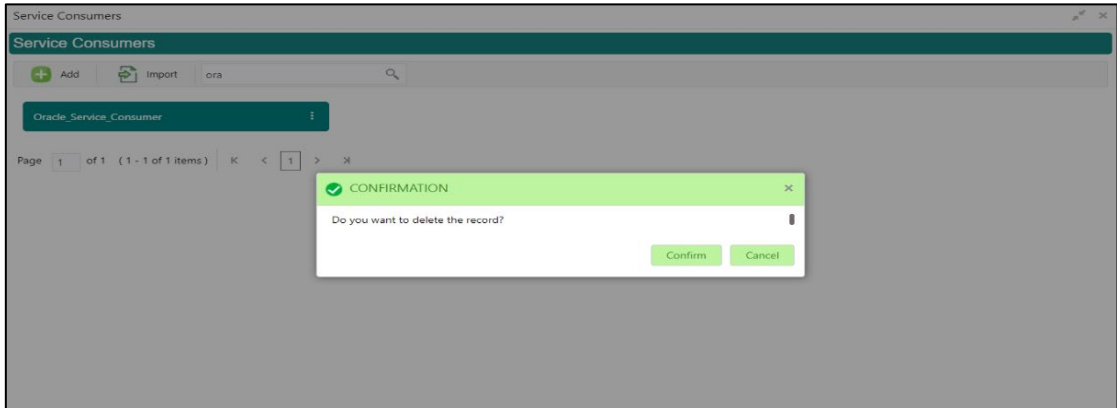 Service Consumers
Service Consumers
Add Import ora
Oracle_Service_Consumer
Page 1 of 1 (1 - 1 of 1 items) K < 1 > >|
CONFIRMATION
Do you want to delete the record?
Confirm Cancel